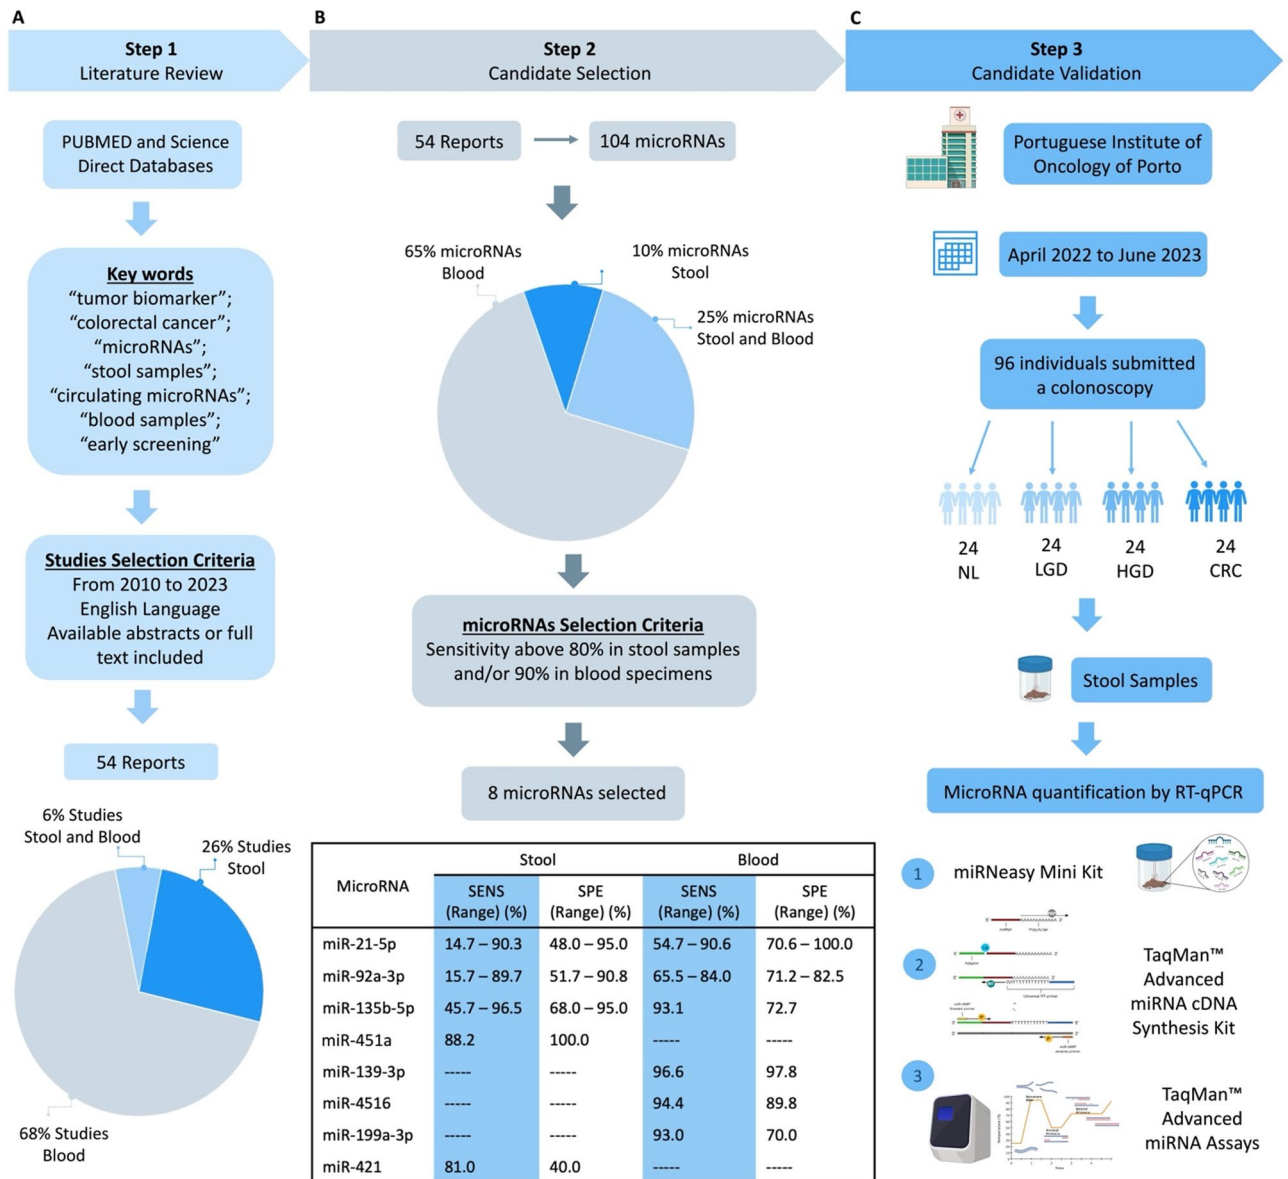 A
Step 1
Literature Review
PUBMED and Science
Direct Databases
Key words
“tumor biomarker”;
“colorectal cancer”;
“microRNAs”;
“stool samples”;
“circulating microRNAs”;
“blood samples”;
“early screening”
Studies Selection Criteria
From 2010 to 2023
English Language
Available abstracts or full
text included
54 Reports
6% Studies
Stool and Blood
26% Studies
Stool
68% Studies
Blood
B
Step 2
Candidate Selection
54 Reports
104 microRNAs
65% microRNAs
Blood
10% microRNAs
Stool
25% microRNAs
Stool and Blood
microRNAs Selection Criteria
Sensitivity above 80% in stool samples
and/or 90% in blood specimens
8 microRNAs selected
MicroRNA Stool Blood
SENS (Range) (%) SPE (Range) (%) SENS (Range) (%) SPE (Range) (%)
miR-21-5p 14.7 – 90.3 48.0 – 95.0 54.7 – 90.6 70.6 – 100.0
miR-92a-3p 15.7 – 89.7 51.7 – 90.8 65.5 – 84.0 71.2 – 82.5
miR-135b-5p 45.7 – 96.5 68.0 – 95.0 93.1 72.7
miR-451a 88.2 100.0 ----- -----
miR-139-3p ----- ----- 96.6 97.8
miR-4516 ----- ----- 94.4 89.8
miR-199a-3p ----- ----- 93.0 70.0
miR-421 81.0 40.0 ----- -----
C
Step 3
Candidate Validation
Portuguese Institute of
Oncology of Porto
April 2022 to June 2023
96 individuals submitted
a colonoscopy
24 24 24 24
NL LGD HGD CRC
Stool Samples
MicroRNA quantification by RT-qPCR
1
miRNeasy Mini Kit
2
Adaptor
Universal RT primer
TaqMan™
Advanced
miRNA cDNA
Synthesis Kit
3
TaqMan™
Advanced
miRNA Assays